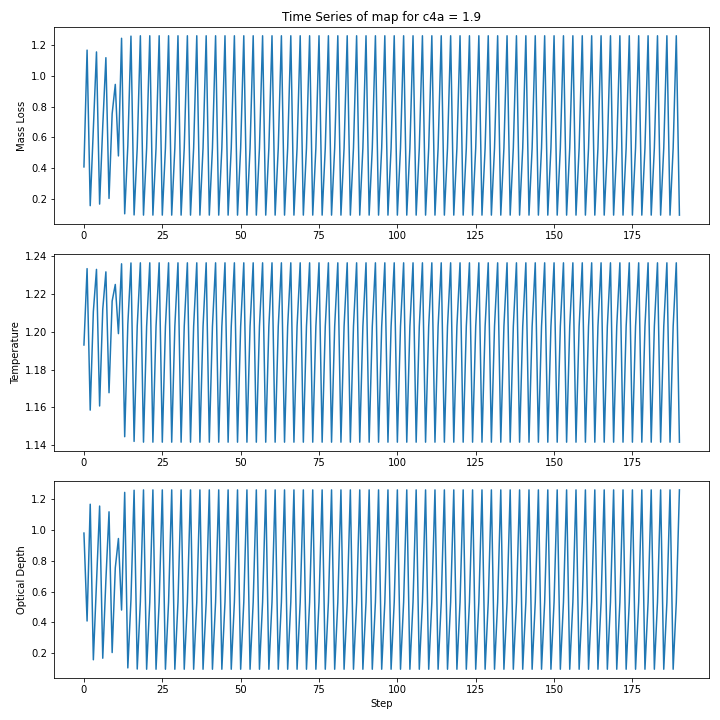 Time Series of map for c4a = 1.9
1.2
1.0
0.8
0.6
0.4
0.2
Mass Loss
0 25 50 75 100 125 150 175
1.24
1.22
1.20
1.18
1.16
1.14
Temperature
0 25 50 75 100 125 150 175
1.2
1.0
0.8
0.6
0.4
0.2
Optical Depth
0 25 50 75 100 125 150 175
Step